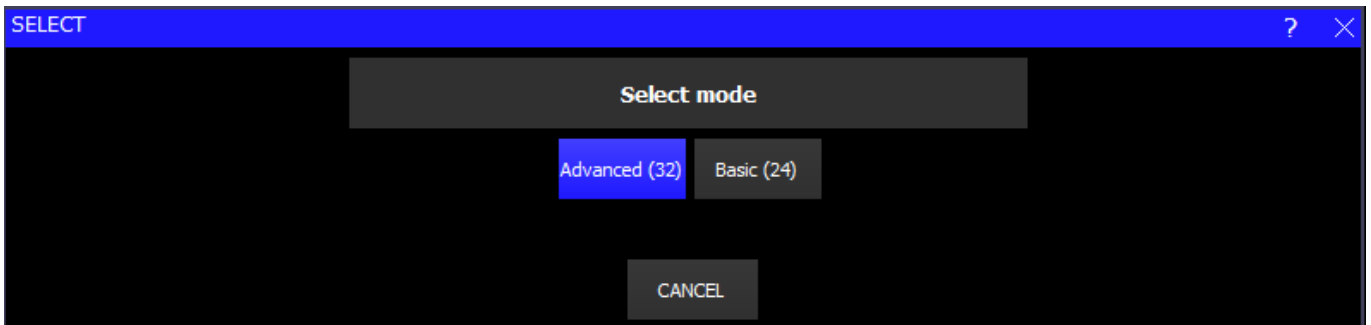 SELECT ?
Select mode
Advanced (32) Basic (24)
CANCEL